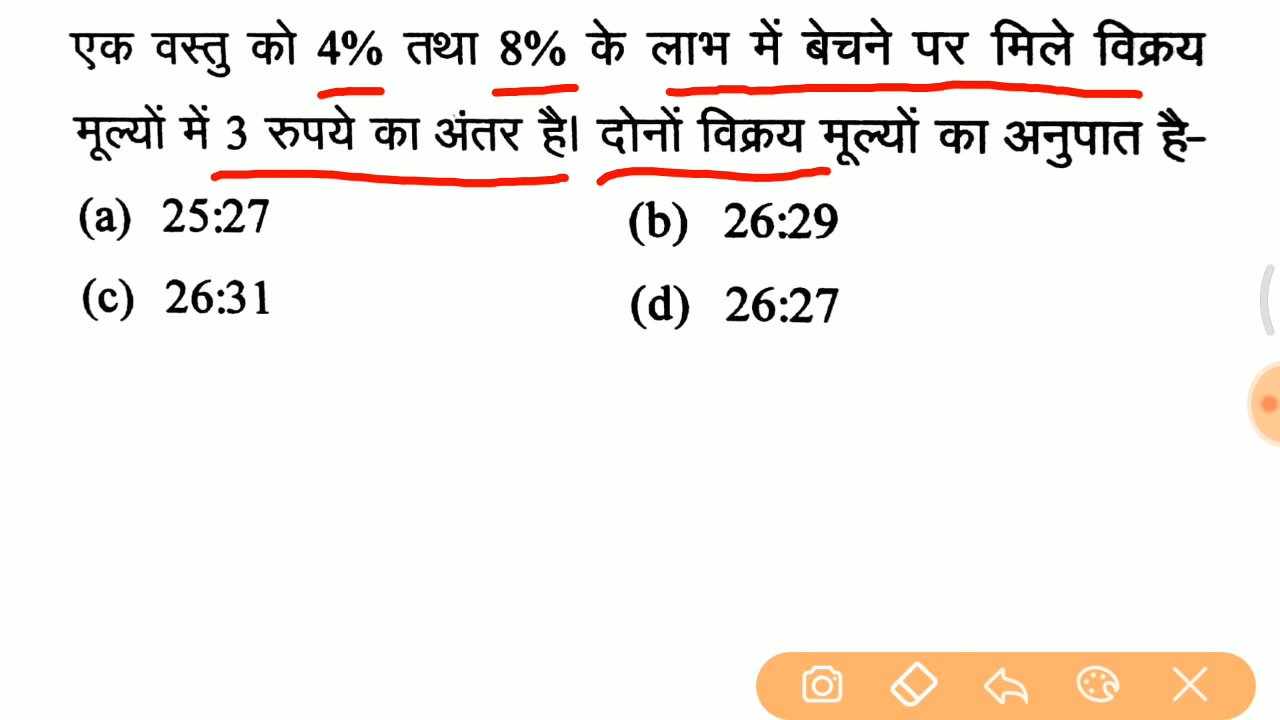 एक वस्तु को 4% तथा 8% के लाभ में बेचने पर मिले विक्रय
मूल्यों में 3 रुपये का अंतर है। दोनों विक्रय मूल्यों का अनुपात है-
(a) 25:27 (b) 26:29
(c) 26:31 (d) 26:27